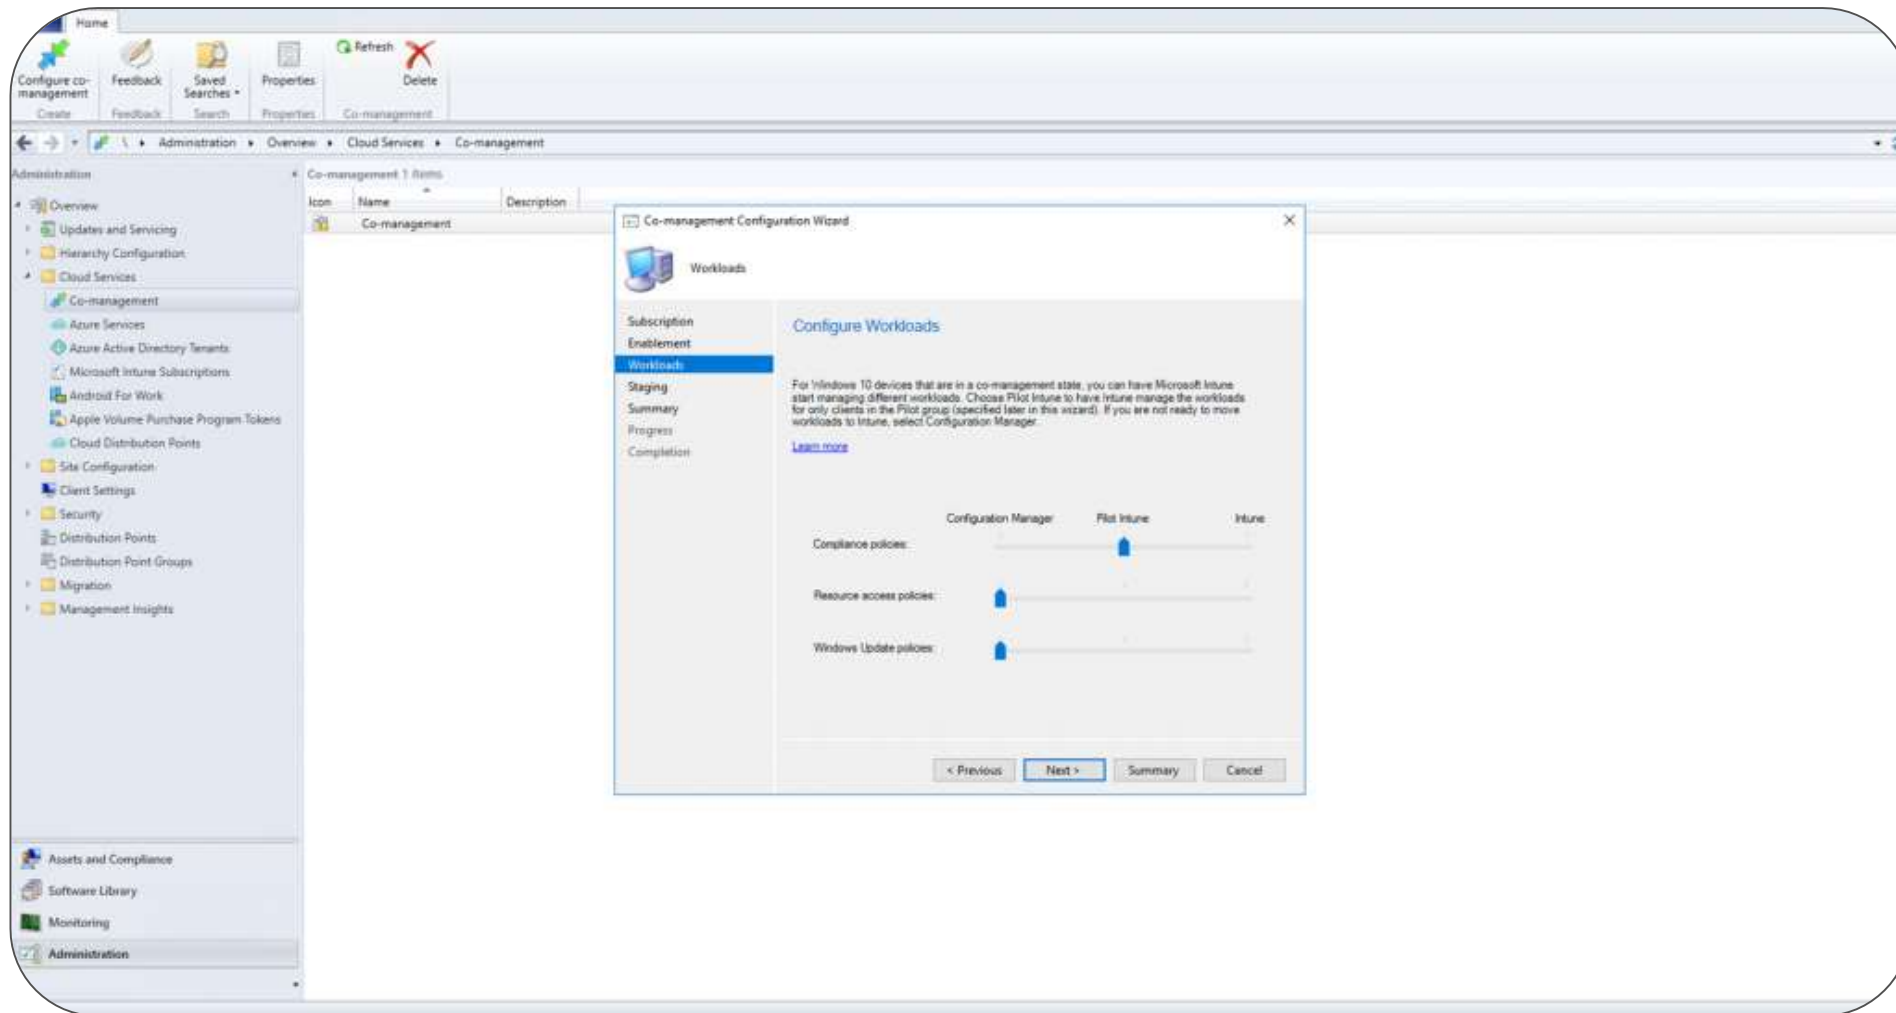 Home
Configure co-
management
Feedback
Saved
Searches
Properties
Refresh
Delete
Create
Feedback
Search
Properties
Co-management
\ Administration Overview Cloud Services Co-management
Administration
Co-management 1 items
Icon Name Description
Co-management
Overview
Updates and Servicing
Hierarchy Configuration
Cloud Services
Co-management
Azure Services
Azure Active Directory Tenants
Microsoft Intune Subscriptions
Android For Work
Apple Volume Purchase Program Tokens
Cloud Distribution Points
Site Configuration
Client Settings
Security
Distribution Points
Distribution Point Groups
Migration
Management Insights
Assets and Compliance
Software Library
Monitoring
Administration
Co-management Configuration Wizard
Workloads
Subscription
Enablement
Workloads
Staging
Summary
Progress
Completion
Configure Workloads
For Windows 10 devices that are in a co-management state, you can have Microsoft Intune
start managing different workloads. Choose Pilot Intune to have Intune manage the workloads
for only clients in the Pilot group (specified later in this wizard). If you are not ready to move
workloads to Intune, select Configuration Manager.
Learn more
Configuration Manager Pilot Intune Intune
Compliance policies:
Resource access policies:
Windows Update policies:
< Previous Next > Summary Cancel